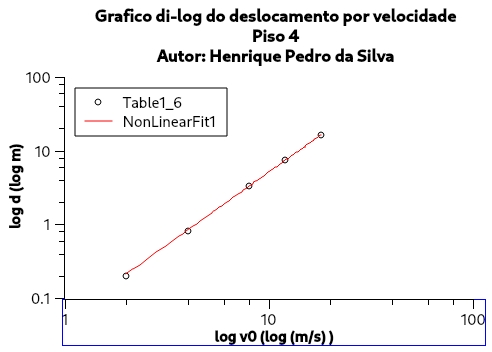 Grafico di-log do deslocamento por velocidade
Piso 4
Autor: Henrique Pedro da Silva
100
10
1
0.1
log d (log m)
Table1_6
NonLinearFit1
1
10
100
log v0 (log (m/s) )